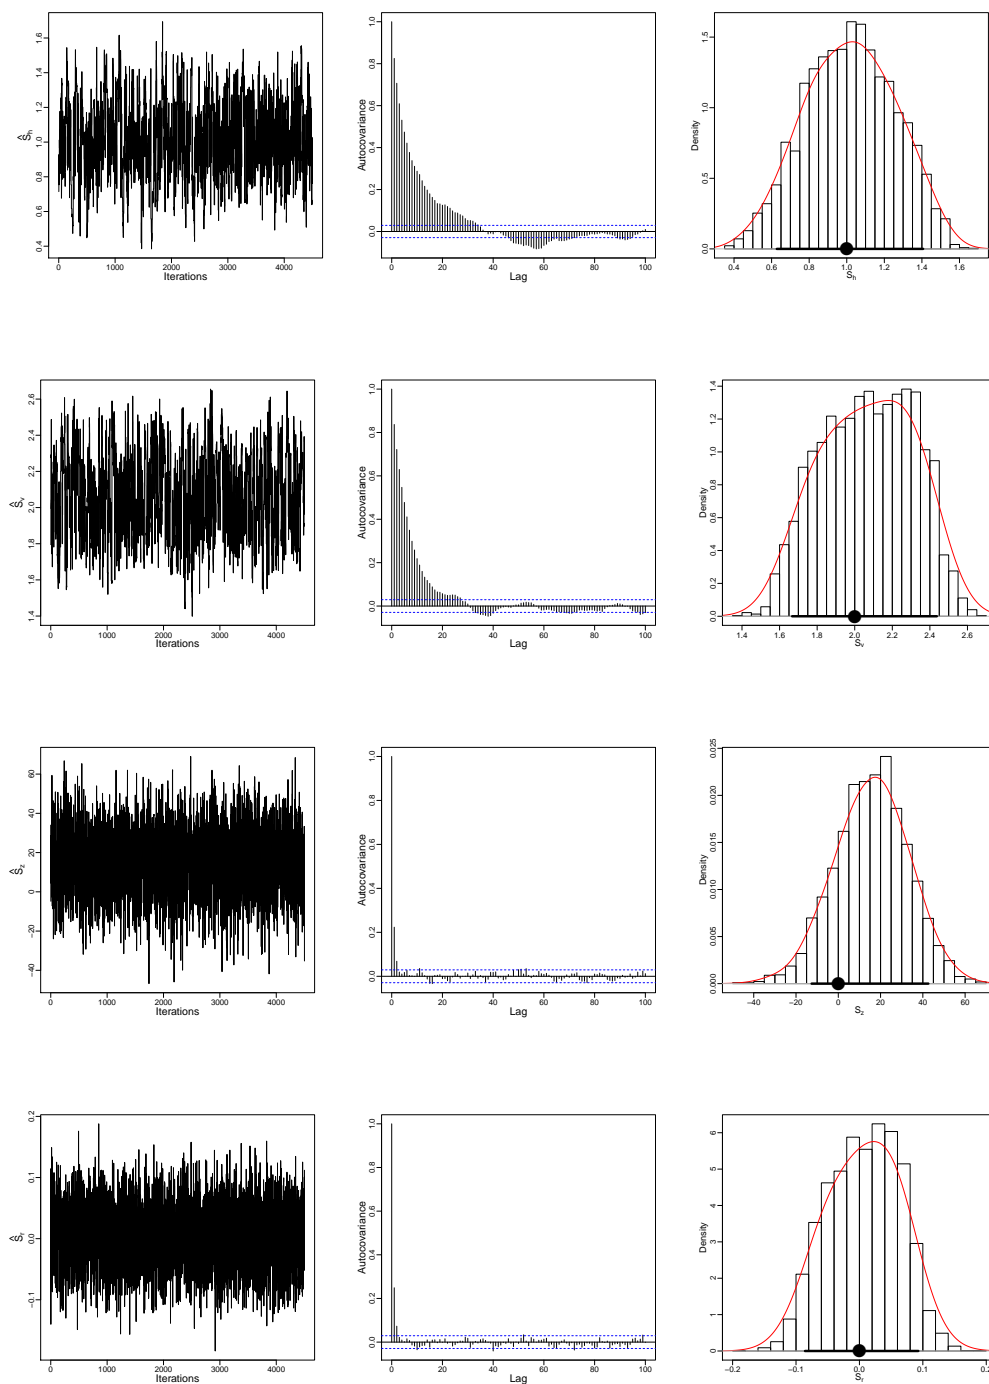 0.4 0.6 0.8 1.0 1.2 1.4 1.6
Ŝh
0 1000 2000 3000 4000
Iterations
0.0 0.2 0.4 0.6 0.8 1.0
Autocovariance
0 20 40 60 80 100
Lag
0.0 0.5 1.0 1.5
Density
0.4 0.6 0.8 1.0 1.2 1.4 1.6
Sh
1.4 1.6 1.8 2.0 2.2 2.4 2.6
Ŝv
0 1000 2000 3000 4000
Iterations
0.0 0.2 0.4 0.6 0.8 1.0
Autocovariance
0 20 40 60 80 100
Lag
0.0 0.2 0.4 0.6 0.8 1.0 1.2 1.4
Density
1.4 1.6 1.8 2.0 2.2 2.4 2.6
Sv
−40 −20 0 20 40 60
Ŝz
0 1000 2000 3000 4000
Iterations
0.0 0.2 0.4 0.6 0.8 1.0
Autocovariance
0 20 40 60 80 100
Lag
0.000 0.005 0.010 0.015 0.020 0.025
Density
−40 −20 0 20 40 60
Sz
−0.1 0.0 0.1 0.2
Ŝr
0 1000 2000 3000 4000
Iterations
0.0 0.2 0.4 0.6 0.8 1.0
Autocovariance
0 20 40 60 80 100
Lag
0 1 2 3 4 5 6
Density
−0.2 −0.1 0.0 0.1 0.2
Sr